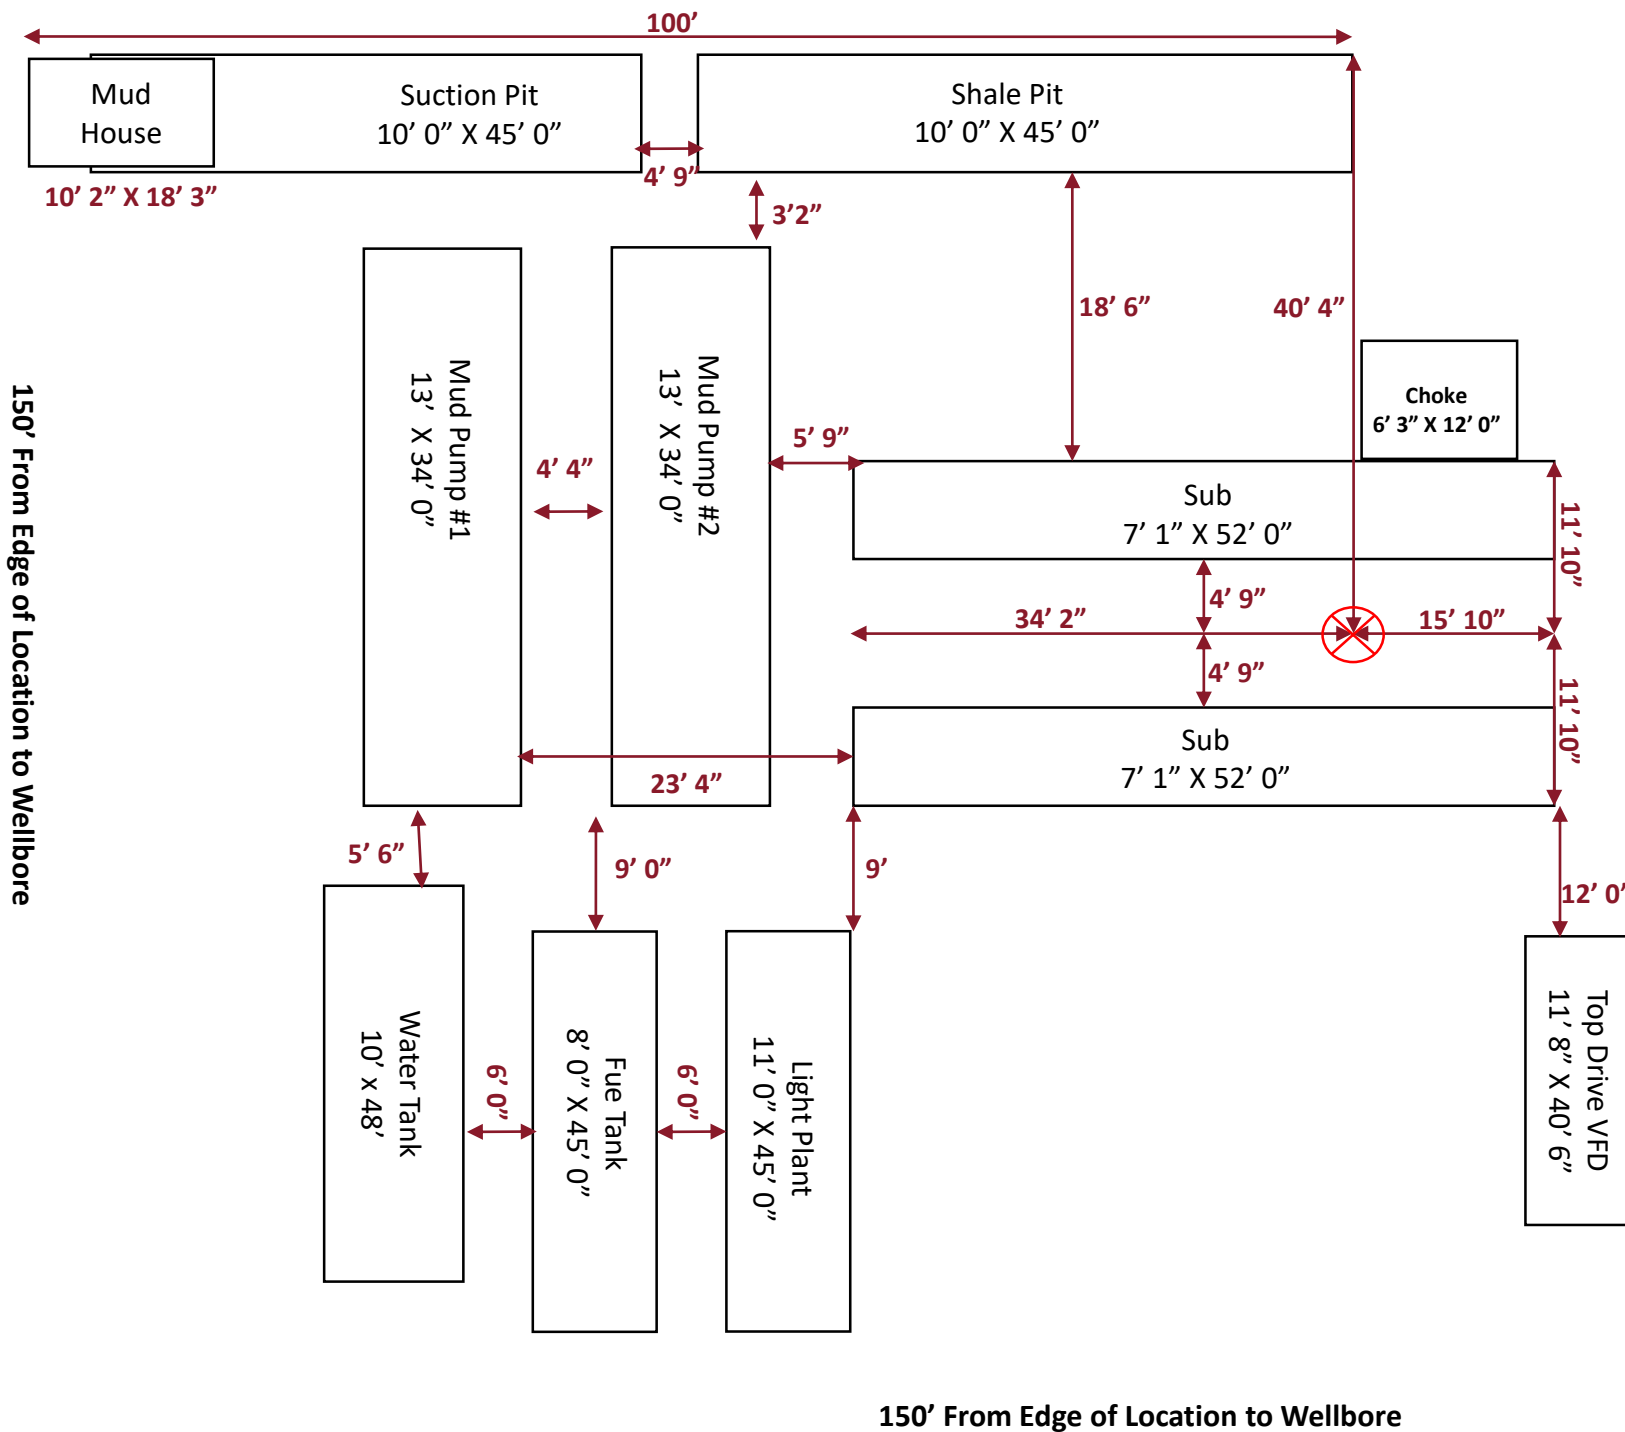 100’
Mud
House
Suction Pit
10’ 0” X 45’ 0”
Shale Pit
10’ 0” X 45’ 0”
4’ 9”
10’ 2” X 18’ 3”
3’2”
18’ 6”
40’ 4”
Mud Pump #1
13’ X 34’ 0”
Mud Pump #2
13’ X 34’ 0”
Choke
6’ 3” X 12’ 0”
150’ From Edge of Location to Wellbore
5’ 9”
4’ 4”
Sub
7’ 1” X 52’ 0”
11’ 10”
4’ 9”
34’ 2”
15’ 10”
4’ 9”
11’ 10”
Sub
7’ 1” X 52’ 0”
23’ 4”
5’ 6”
9’ 0”
9’
12’ 0”
Water Tank
10’ x 48’
6’ 0”
Fue Tank
8’ 0” X 45’ 0”
6’ 0”
Light Plant
11’ 0” X 45’ 0”
Top Drive VFD
11’ 8” X 40’ 6”
150’ From Edge of Location to Wellbore